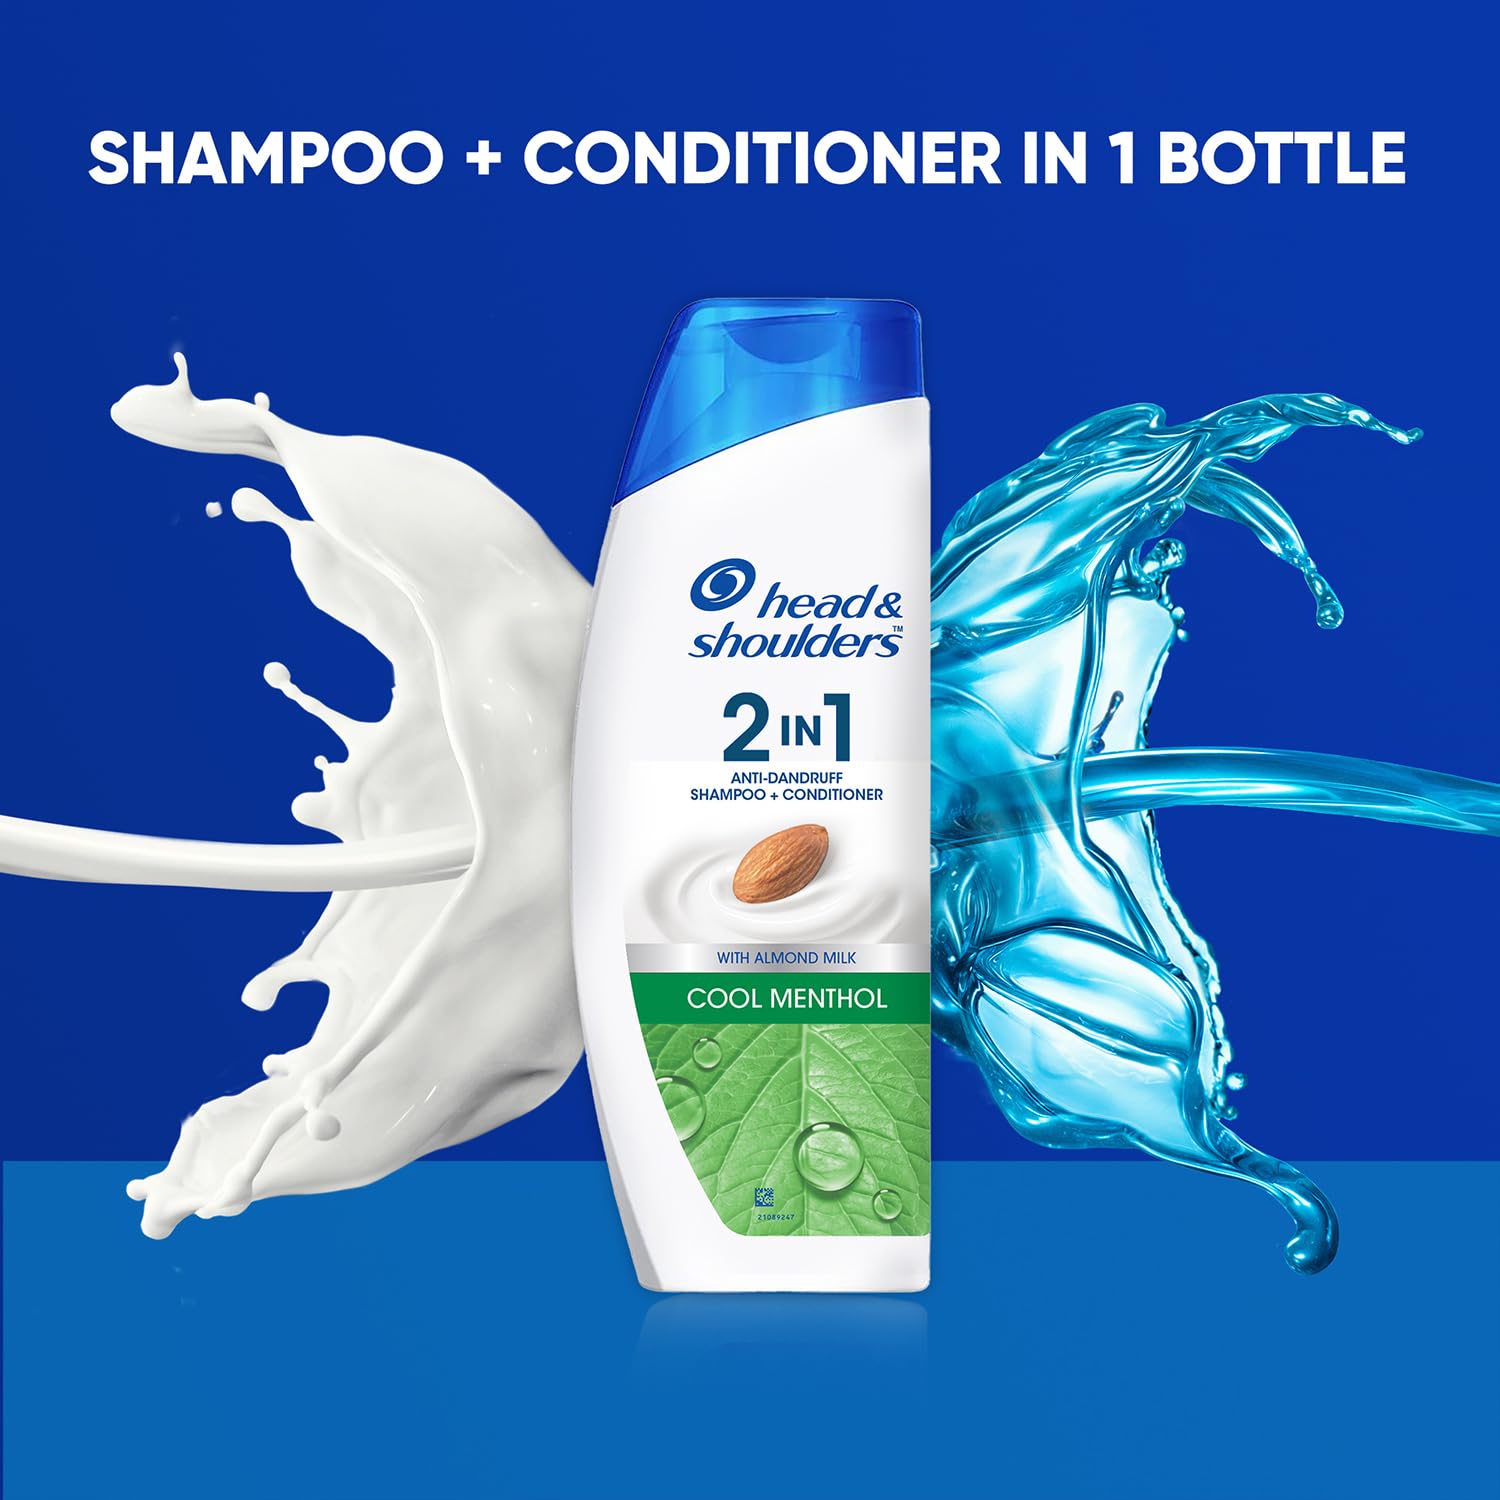 SHAMPOO + CONDITIONER IN 1 BOTTLE
head &
shoulders™
2 IN 1
ANTI-DANDRUFF
SHAMPOO + CONDITIONER
WITH ALMOND MILK
COOL MENTHOL
21089247